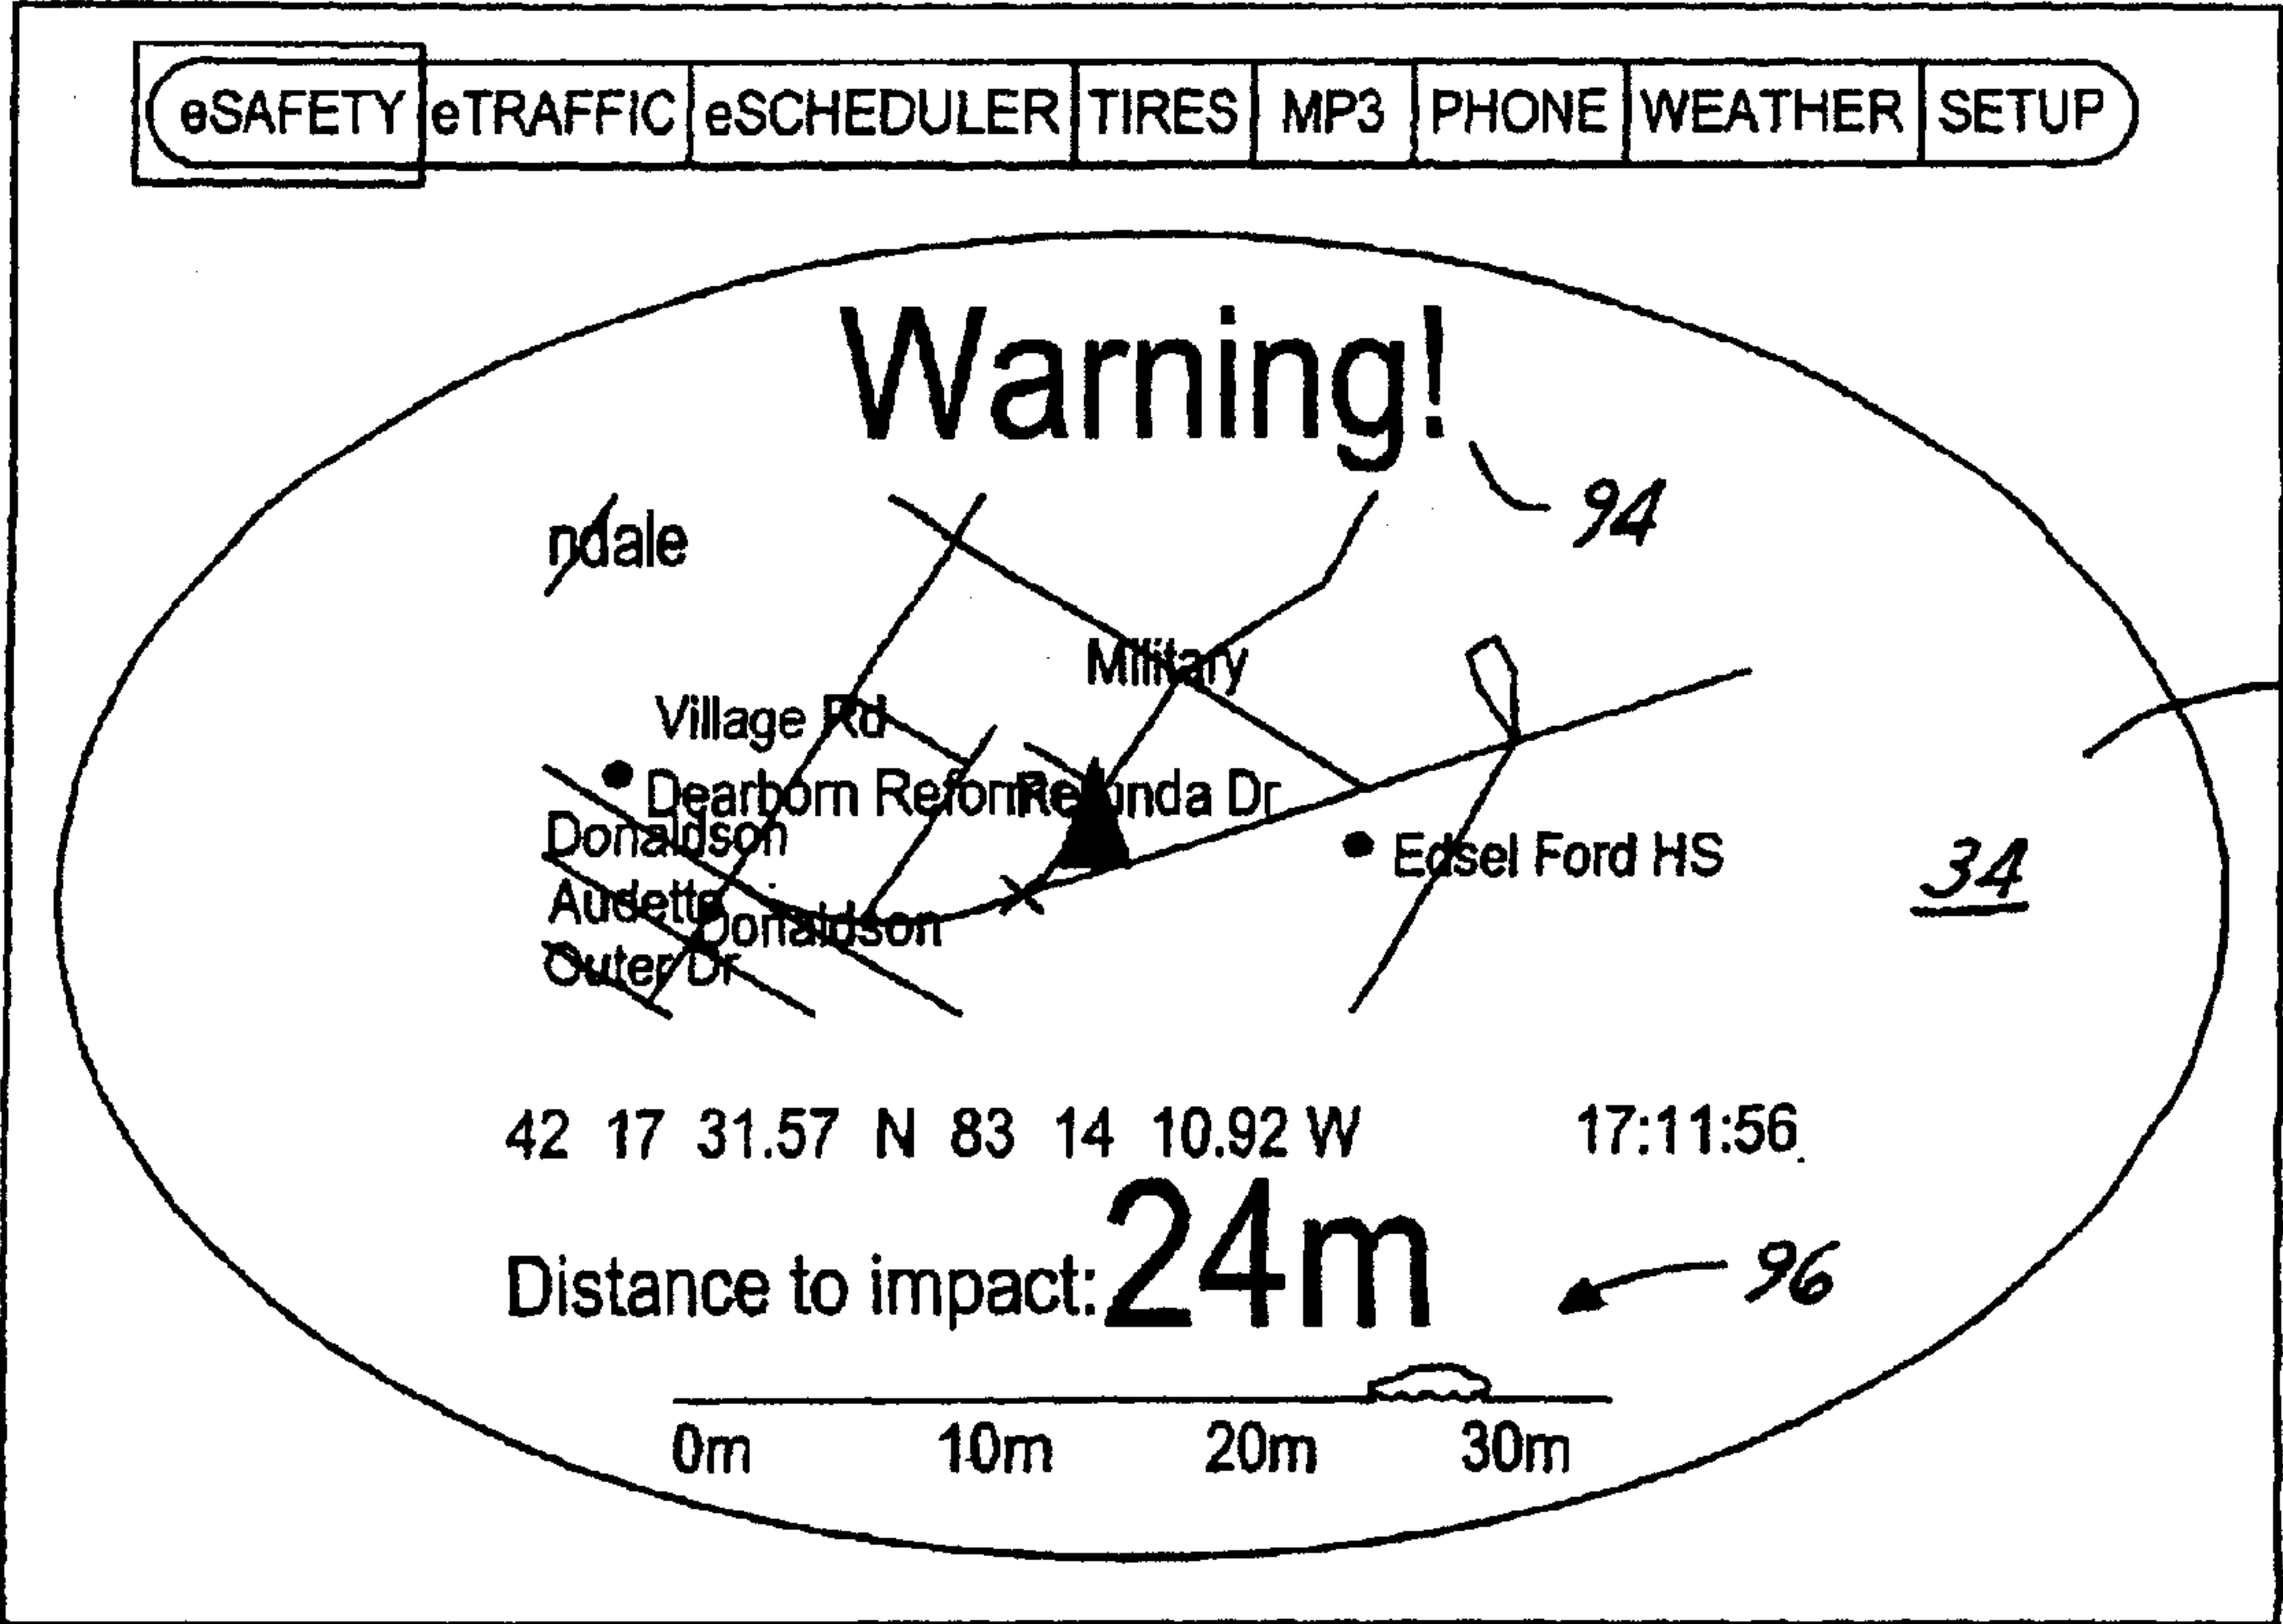 eSAFETY eTRAFFIC eSCHEDULER TIRES MP3 PHONE WEATHER SETUP
Warning!
94
ndale
Military
Village Rd
Dearborn Reform
Dr
Donaldson
Edsel Ford HS
34
Audette
Donaldson
Outer Dr
42 17 31.57 N 83 14 10.92 W 17:11:56
Distance to impact: 24m
96
0m 10m 20m 30m